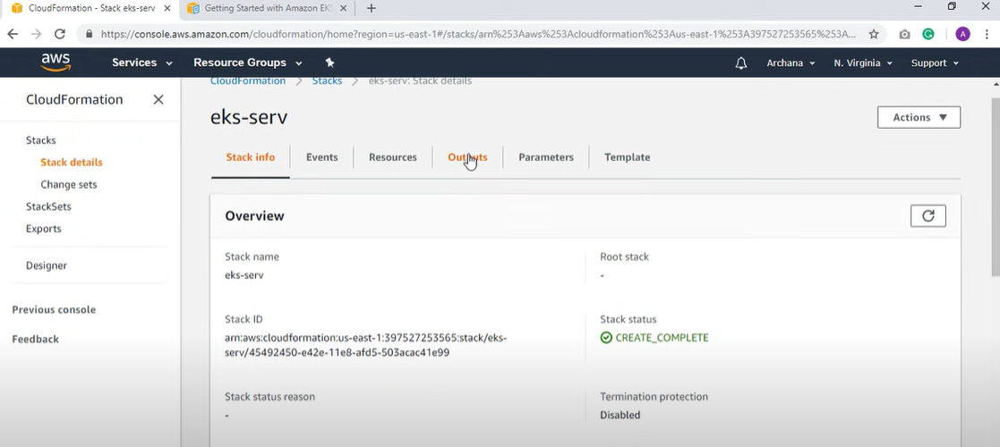 CloudFormation - Stack eks-serv
Getting Started with Amazon EKS
https://console.aws.amazon.com/cloudformation/home?region=us-east-1#/stacks/arn%253Aaws%253Acloudformation%253Aus-east-1%253A397527253565%253A...
A
aws
Services
Resource Groups
Archana
N. Virginia
Support
CloudFormation
Stacks
Stack details
Change sets
StackSets
Exports
Designer
Previous console
Feedback
CloudFormation > Stacks > eks-serv: Stack details
eks-serv
Actions
Stack info
Events
Resources
Outputs
Parameters
Template
Overview
Stack name
eks-serv
Root stack
-
Stack ID
arn:aws:cloudformation:us-east-1:397527253565:stack/eks-
serv/45492450-e42e-11e8-afd5-503acac41e99
Stack status
CREATE_COMPLETE
Stack status reason
-
Termination protection
Disabled